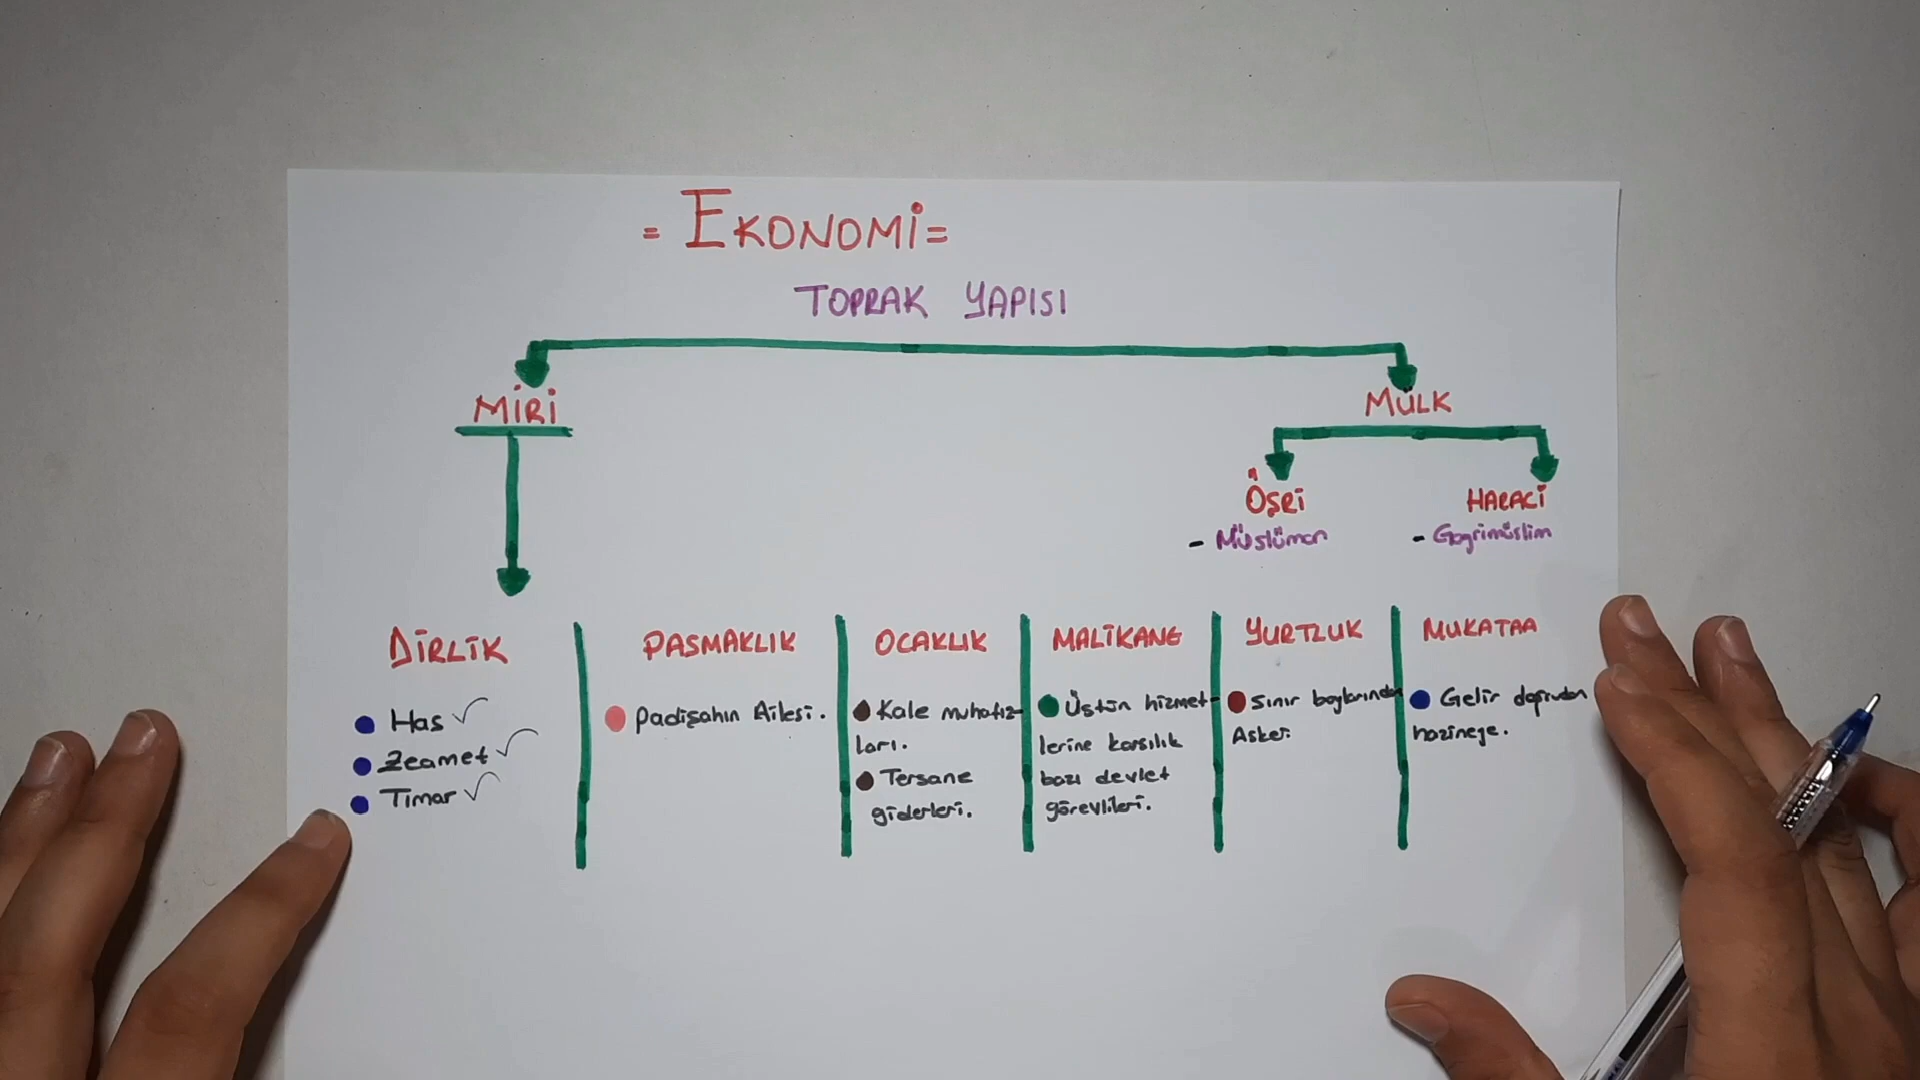 = EKONOMİ =
TOPRAK YAPISI
MİRİ
MÜLK
ÖŞRİ
HARACİ
- Müslüman
- Gayrimüslim
DİRLİK
Has
Zeamet
Timar
PASMAKLIK
Padişahın Ailesi.
OCAKLIK
Kale muhafız-
ları.
Tersane
giderleri.
MALİKANE
Üstün hizmet-
lerine karşılık
bazı devlet
görevlileri.
YURTLUK
Sınır boylarında
Asker
MUKATAA
Gelir doğrudan
hazineye.